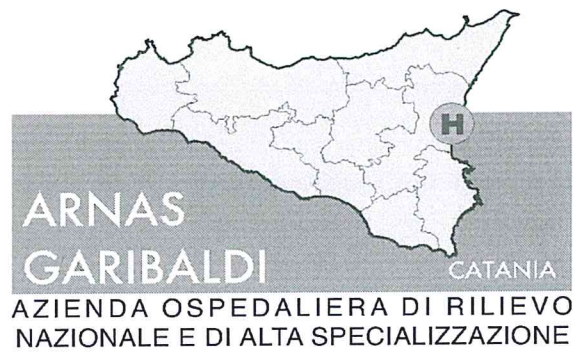 H
ARNAS
GARIBALDI
CATANIA
AZIENDA OSPEDALIERA DI RILIEVO
NAZIONALE E DI ALTA SPECIALIZZAZIONE